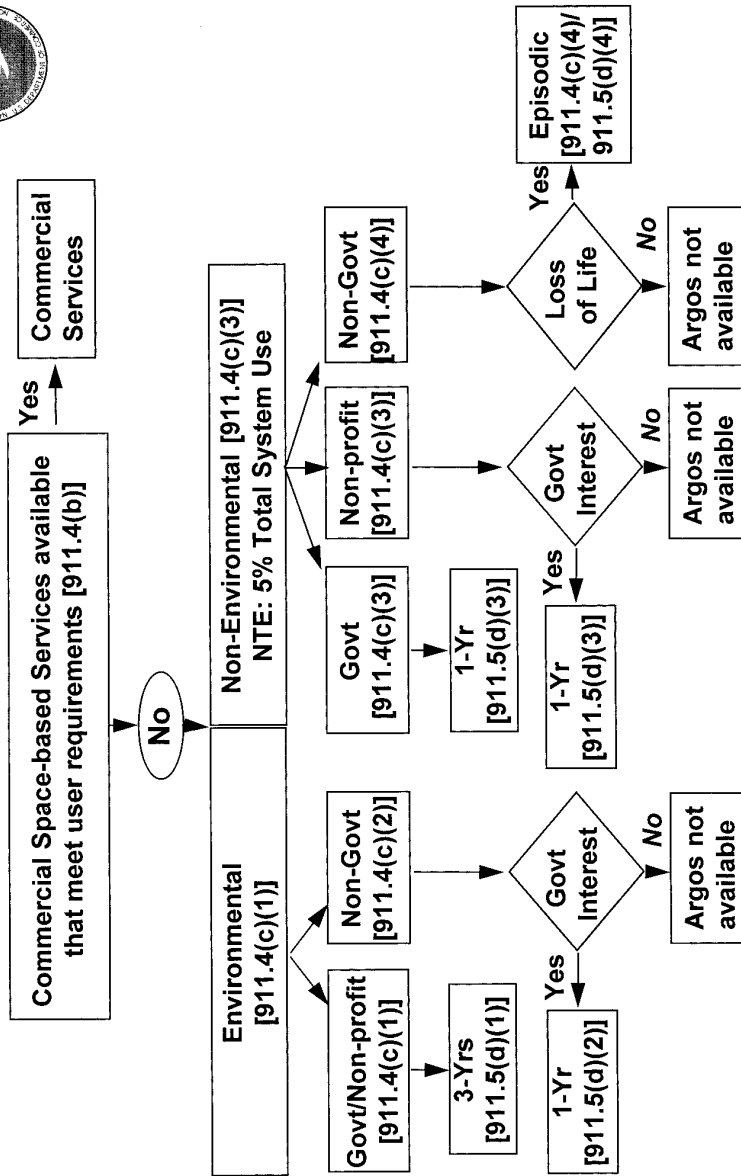 Commercial Space-based Services available
that meet user requirements [911.4(b)]
Yes
Commercial
Services
No
Environmental
[911.4(c)(1)]
Non-Environmental [911.4(c)(3)]
NTE: 5% Total System Use
Govt/Non-profit
[911.4(c)(1)]
Non-Govt
[911.4(c)(2)]
Govt
[911.4(c)(3)]
Non-profit
[911.4(c)(3)]
Non-Govt
[911.4(c)(4)]
3-Yrs
[911.5(d)(1)]
Govt
Interest
Yes
1-Yr
[911.5(d)(2)]
No
Argos not
available
1-Yr
[911.5(d)(3)]
Govt
Interest
Yes
1-Yr
[911.5(d)(3)]
No
Argos not
available
Loss
of Life
Yes
Episodic
[911.4(c)(4)/
911.5(d)(4)]
No
Argos not
available
U.S. DEPARTMENT OF COMMERCE